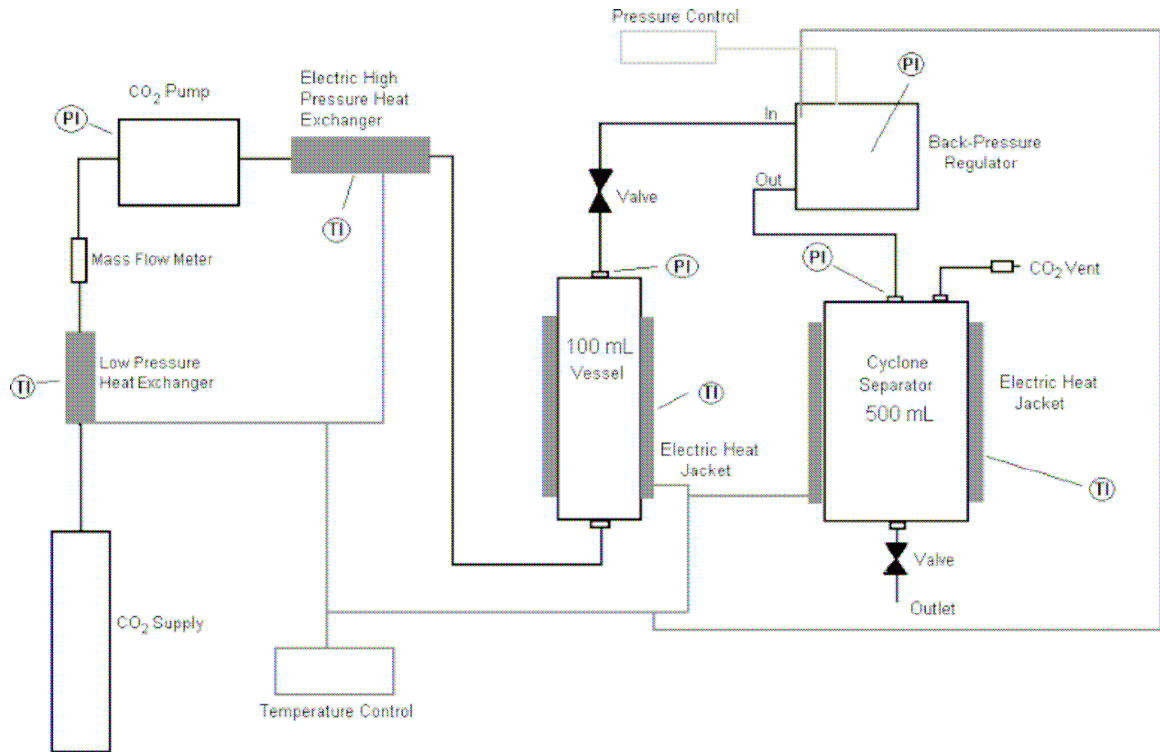 Pressure Control
Electric High
Pressure Heat
Exchanger
CO2 Pump
PI
PI
In
Back-Pressure
Regulator
Out
Valve
TI
Mass Flow Meter
PI
PI
CO2 Vent
100 mL
Vessel
Low Pressure
Heat Exchanger
TI
TI
Cyclone
Separator
500 mL
Electric Heat
Jacket
Electric Heat
Jacket
TI
Valve
Outlet
CO2 Supply
Temperature Control